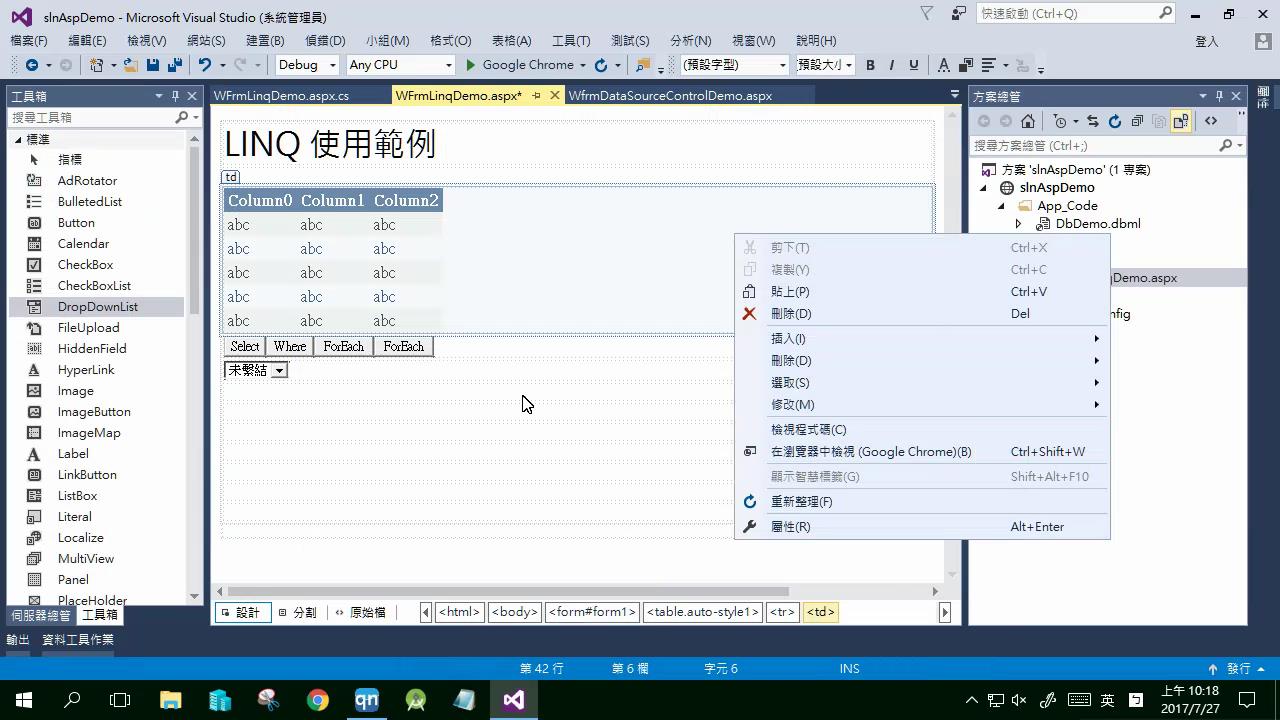 slnAspDemo - Microsoft Visual Studio (系統管理員)
快速啟動 (Ctrl+Q)
檔案(F) 編輯(E) 檢視(V) 網站(S) 建置(B) 偵錯(D) 小組(M) 格式(O) 表格(A) 工具(T) 測試(S) 分析(N) 視窗(W) 說明(H) 登入
Debug Any CPU Google Chrome (預設字型) 預設大小 B I U A
工具箱
搜尋工具箱
標準
指標
AdRotator
BulletedList
Button
Calendar
CheckBox
CheckBoxList
DropDownList
FileUpload
HiddenField
HyperLink
Image
ImageButton
ImageMap
Label
LinkButton
ListBox
Literal
Localize
MultiView
Panel
PlaceHolder
伺服器總管 工具箱
WFrmLinqDemo.aspx.cs WFrmLinqDemo.aspx* WfrmDataSourceControlDemo.aspx
LINQ 使用範例
td
Column0 Column1 Column2
abc abc abc
abc abc abc
abc abc abc
abc abc abc
abc abc abc
Select Where ForEach ForEach
未繫結
剪下(T) Ctrl+X
複製(Y) Ctrl+C
貼上(P) Ctrl+V
刪除(D) Del
插入(I)
刪除(D)
選取(S)
修改(M)
檢視程式碼(C)
在瀏覽器中檢視 (Google Chrome)(B) Ctrl+Shift+W
顯示智慧標籤(G) Shift+Alt+F10
重新整理(F)
屬性(R) Alt+Enter
設計 分割 原始檔 <html> <body> <form#form1> <table.auto-style1> <tr> <td>
方案總管
搜尋方案總管 (Ctrl+;)
方案 'slnAspDemo' (1 專案)
slnAspDemo
App_Code
DbDemo.dbml
qDemo.aspx
nfig
輸出 資料工具作業
第 42 行 第 6 欄 字元 6 INS 發行
qn 英 上午 10:18
2017/7/27